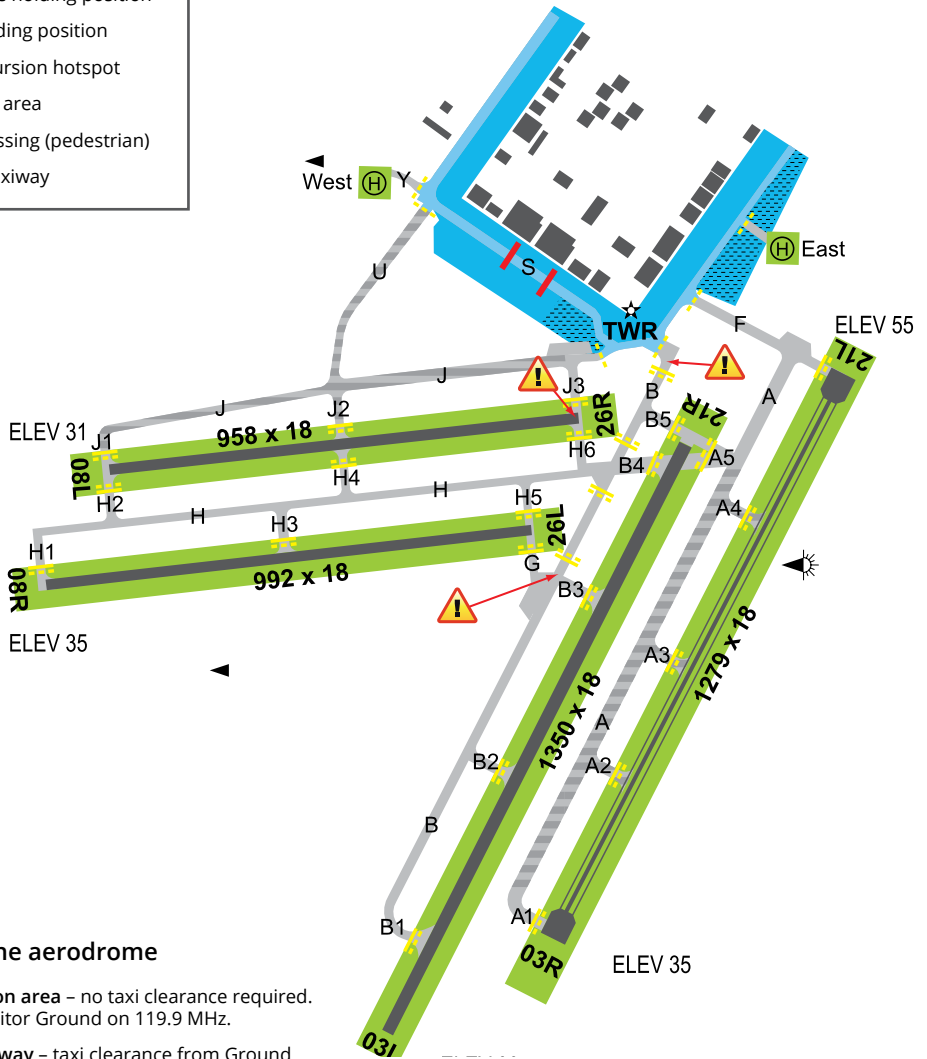 holding position
ding position
ursion hotspot
area
ssing (pedestrian)
xiway
West H Y
H East
S
U
TWR
F
ELEV 55
21L
J
J
J3
B
A
ELEV 31
J1
J2
958 x 18
26R
B5
21R
08L
H2
H4
H6
B4
A5
H
H
H5
A4
H1
H3
26L
08R
992 x 18
G
B3
ELEV 35
A3
1279 x 18
1350 x 18
A
B2
A2
B
B1
A1
03R
ELEV 35
ne aerodrome
on area – no taxi clearance required.
itor Ground on 119.9 MHz.
way – taxi clearance from Ground